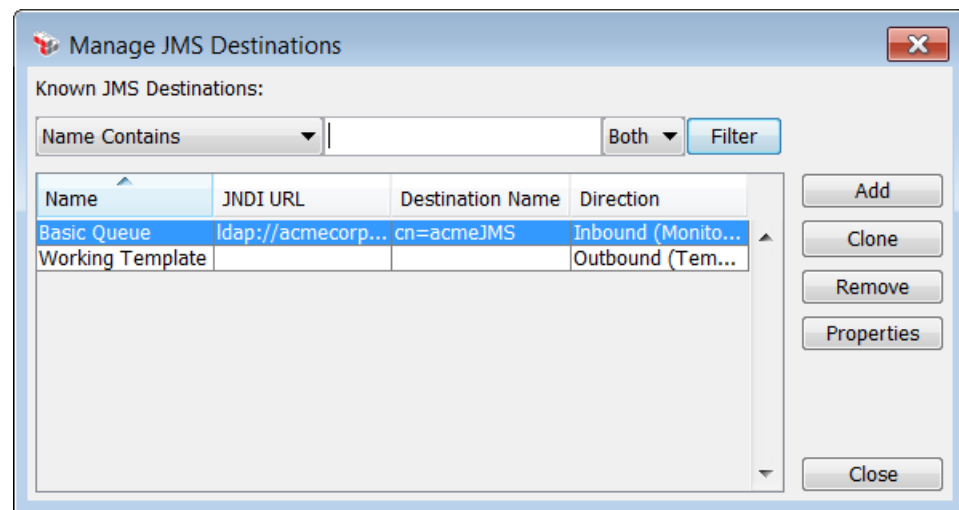 Manage JMS Destinations
Known JMS Destinations:
Name Contains Both Filter
Name JNDI URL Destination Name Direction
Basic Queue ldap://acmecorp... cn=acmeJMS Inbound (Monito...
Working Template Outbound (Tem...
Add
Clone
Remove
Properties
Close